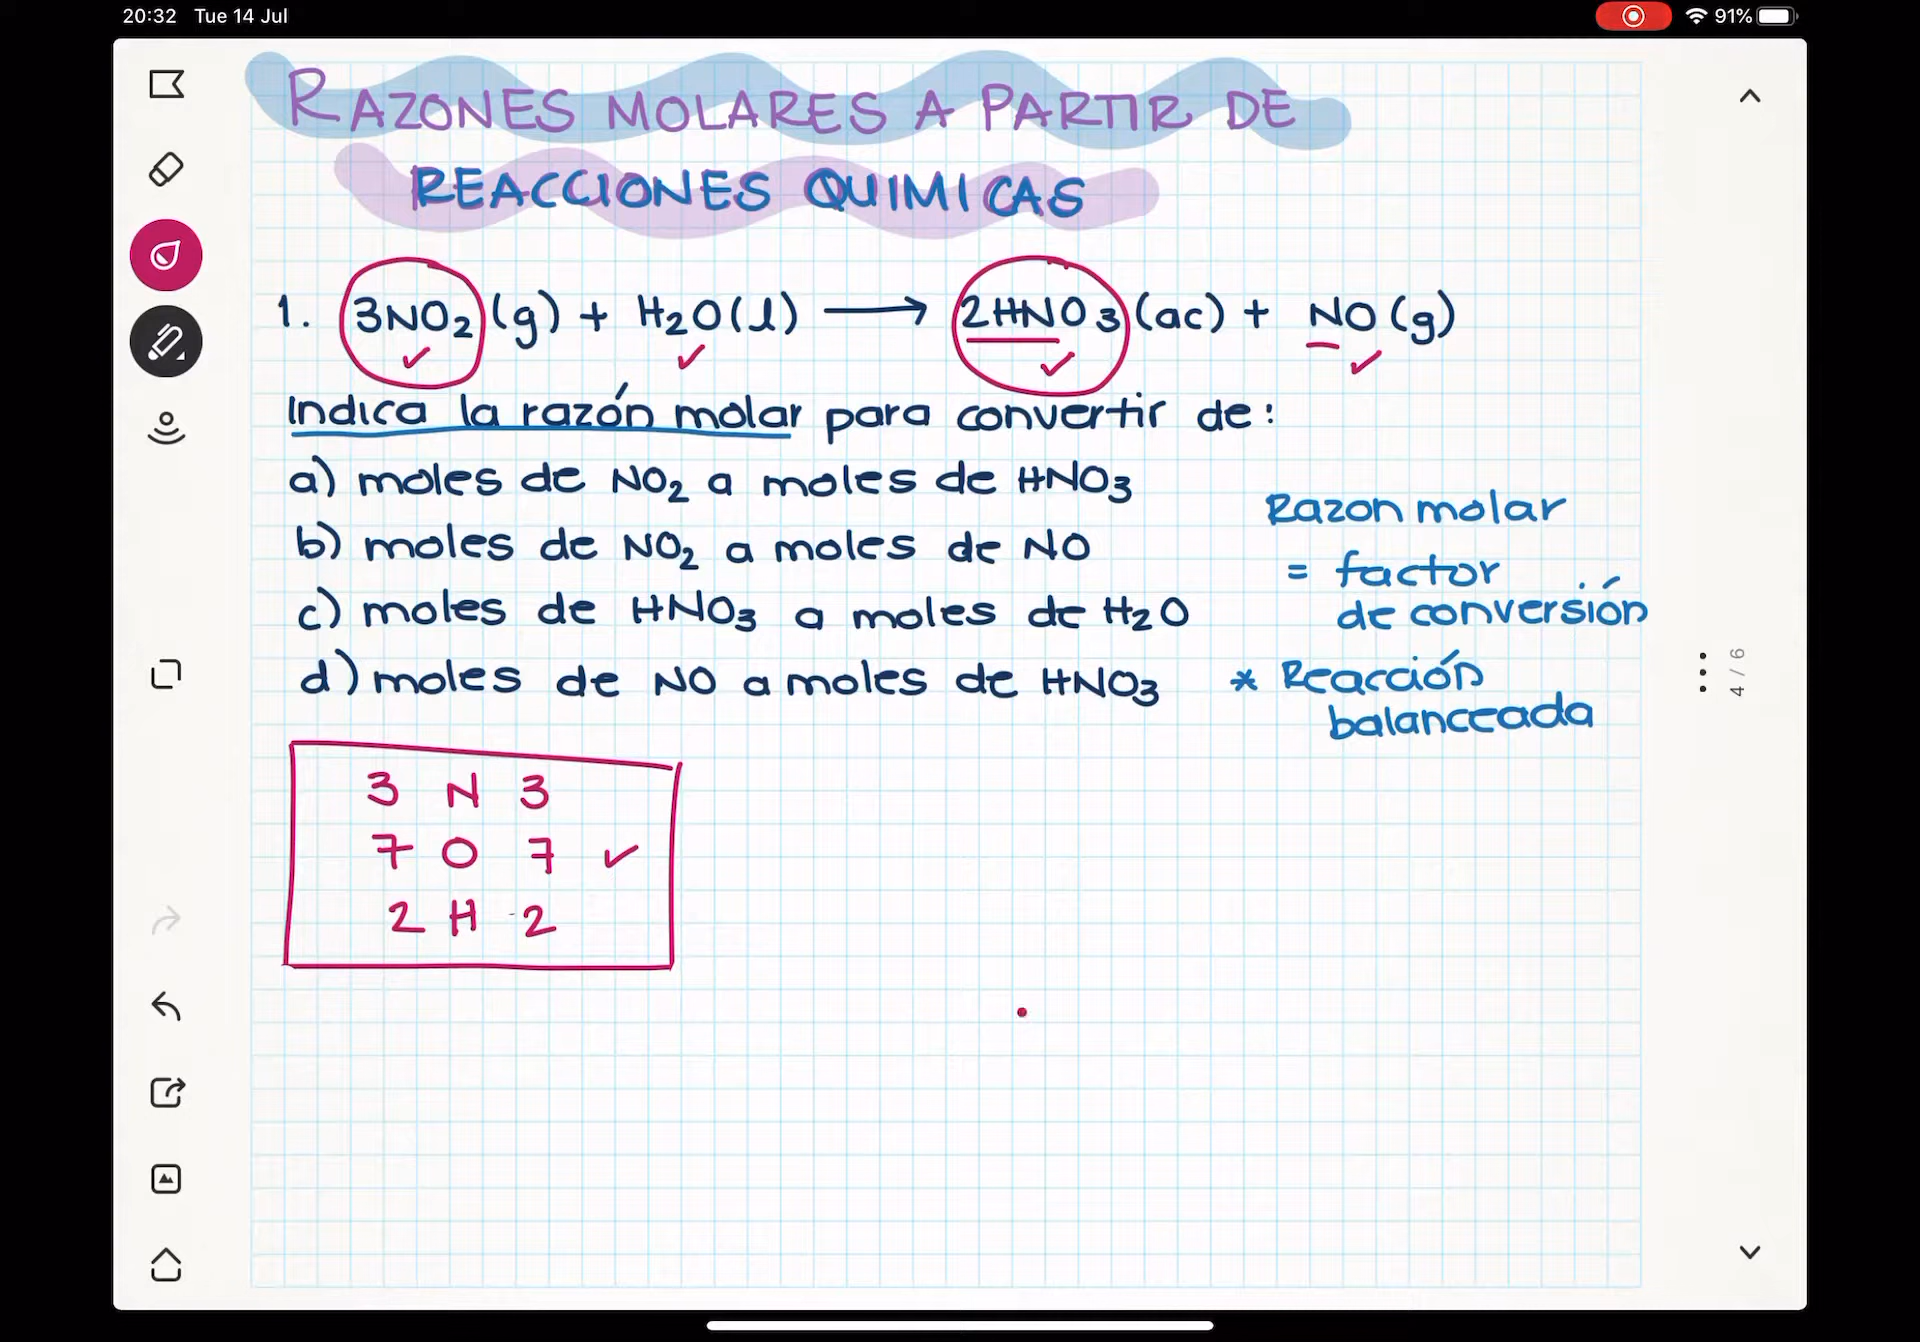 20:32 Tue 14 Jul 91%
RAZONES MOLARES A PARTIR DE
REACCIONES QUIMICAS
1. 3NO₂ (g) + H₂O(l) → 2HNO₃ (ac) + NO (g)
Indica la razón molar para convertir de:
a) moles de NO₂ a moles de HNO₃
b) moles de NO₂ a moles de NO
c) moles de HNO₃ a moles de H₂O
d) moles de NO a moles de HNO₃
Razon molar
= factor
de conversión
* Reacción
balanceada
4 / 6
3 N 3
7 O 7 ✓
2 H 2